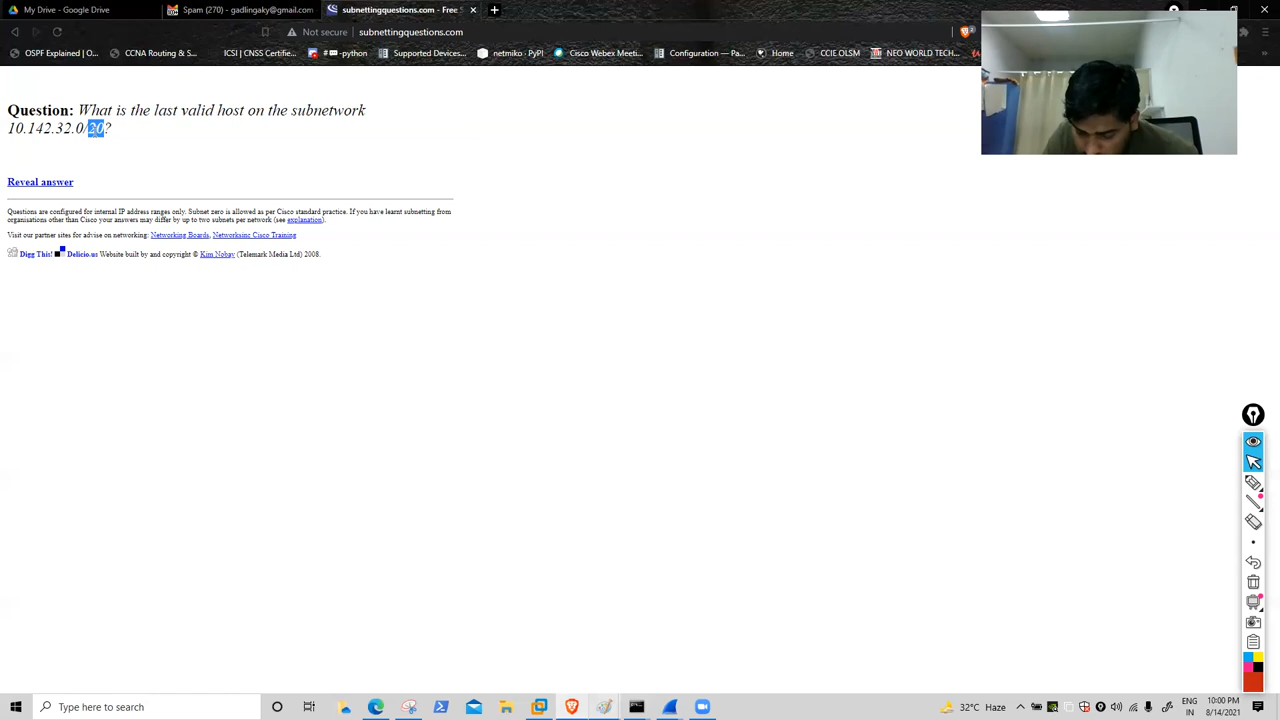 My Drive - Google Drive
Spam (270) - gadlingaky@gmail.com
subnettingquestions.com - Free
Not secure
subnettingquestions.com
OSPF Explained | O...
CCNA Routing & S...
ICSI | CNSS Certifie...
-python
Supported Devices...
netmiko · PyPI
Cisco Webex Meeti...
Configuration — Pa...
Home
CCIE OLSM
NEO WORLD TECH...
Question: What is the last valid host on the subnetwork
10.142.32.0/20?
Reveal answer
Questions are configured for internal IP address ranges only. Subnet zero is allowed as per Cisco standard practice. If you have learnt subnetting from
organisations other than Cisco your answers may differ by up to two subnets per network (see explanation).
Visit our partner sites for advise on networking: Networking Boards, Networksinc Cisco Training
Digg This! Delicio.us Website built by and copyright © Kim Nobay (Telemark Media Ltd) 2008.
Type here to search
32°C Haze
ENG
IN
10:00 PM
8/14/2021